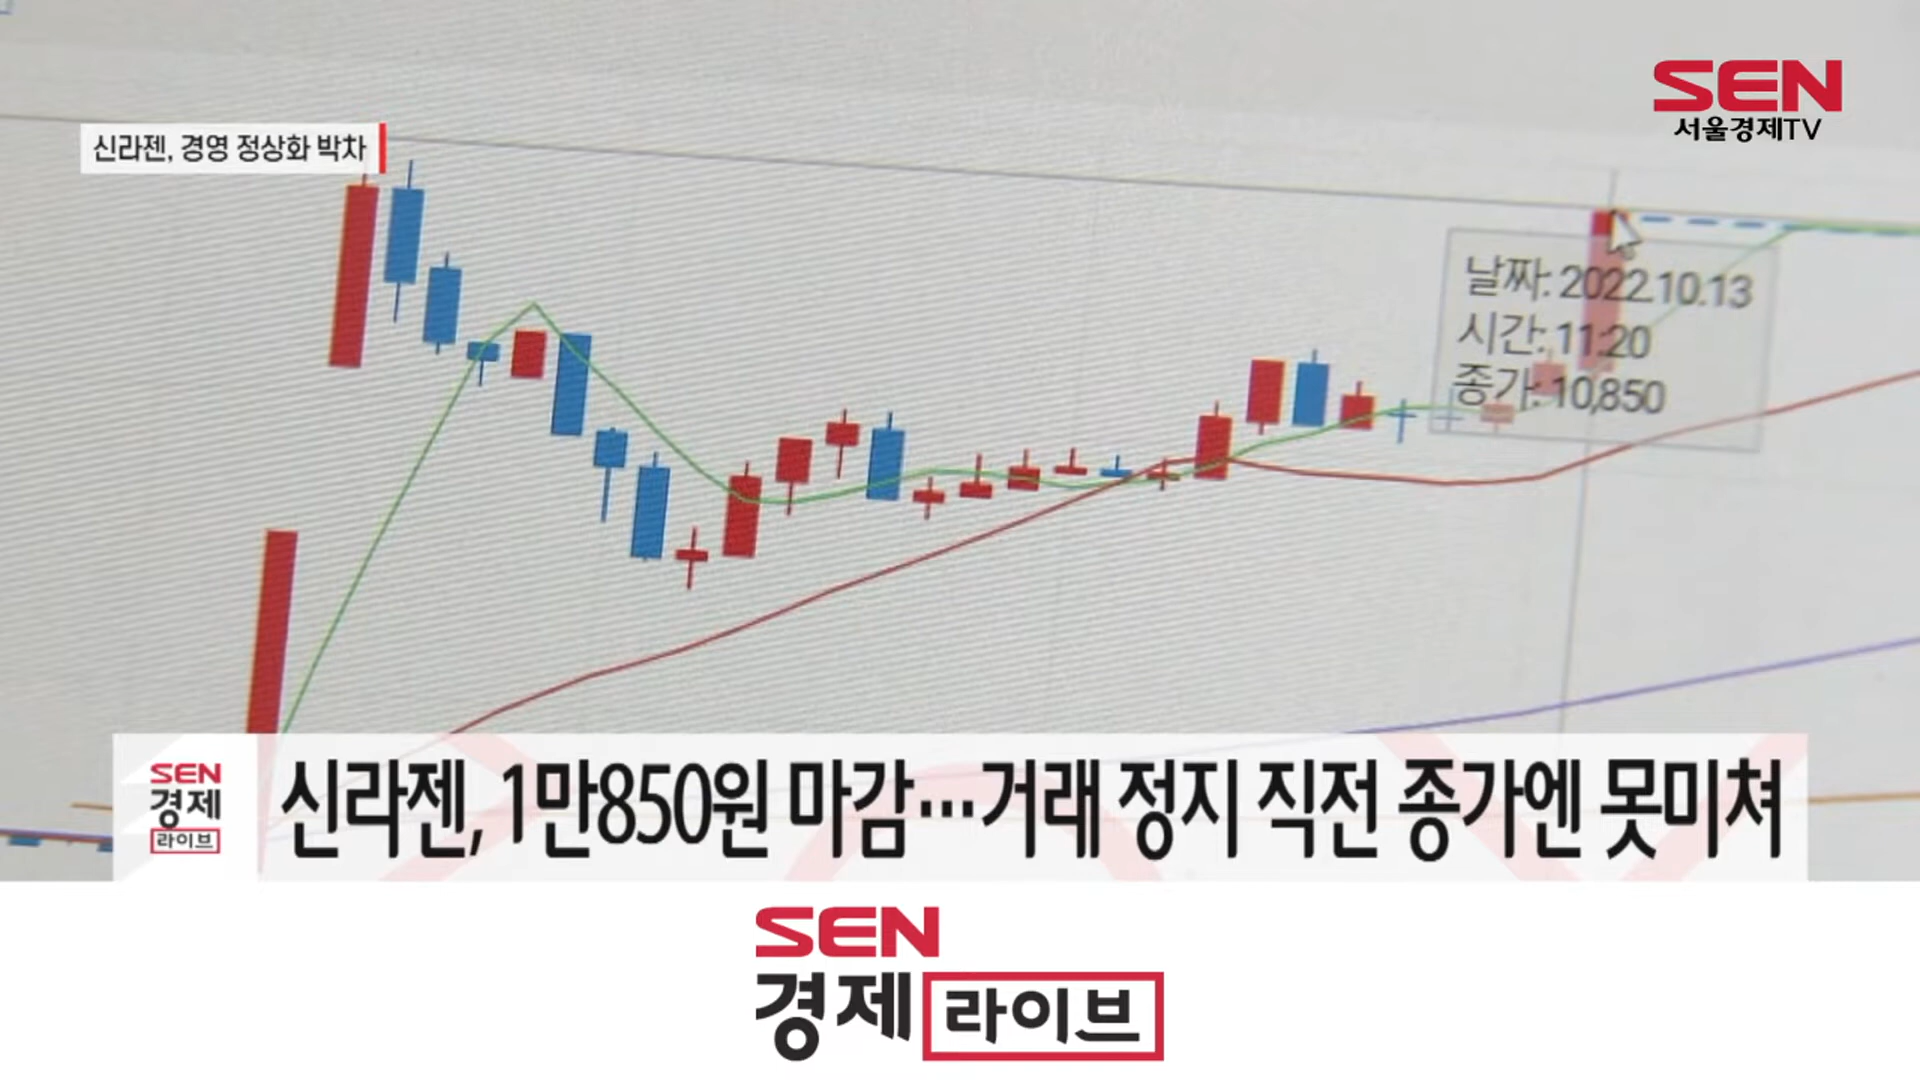 SEN
서울경제TV
신라젠, 경영 정상화 박차
날짜: 2022.10.13
시간: 11:20
종가: 10,850
SEN
경제
라이브
신라젠, 1만850원 마감…거래 정지 직전 종가엔 못미쳐
SEN
경제 라이브